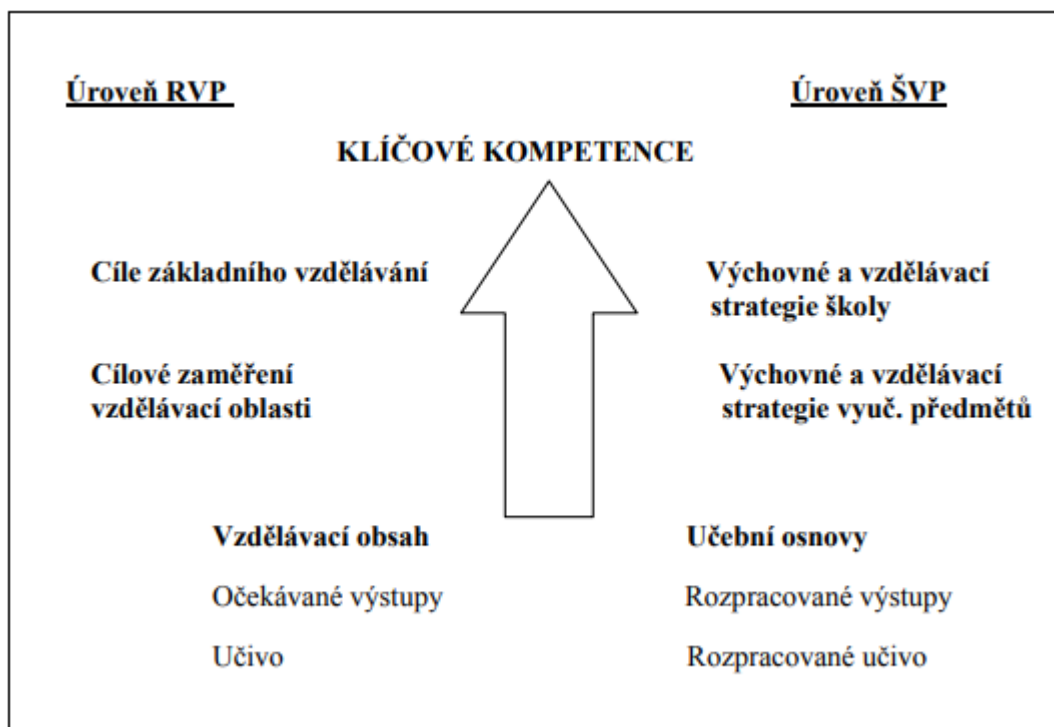 Úroveň RVP
Úroveň ŠVP
KLÍČOVÉ KOMPETENCE
Cíle základního vzdělávání
Výchovné a vzdělávací
strategie školy
Cílové zaměření
vzdělávací oblasti
Výchovné a vzdělávací
strategie vyuč. předmětů
Vzdělávací obsah
Učební osnovy
Očekávané výstupy
Rozpracované výstupy
Učivo
Rozpracované učivo